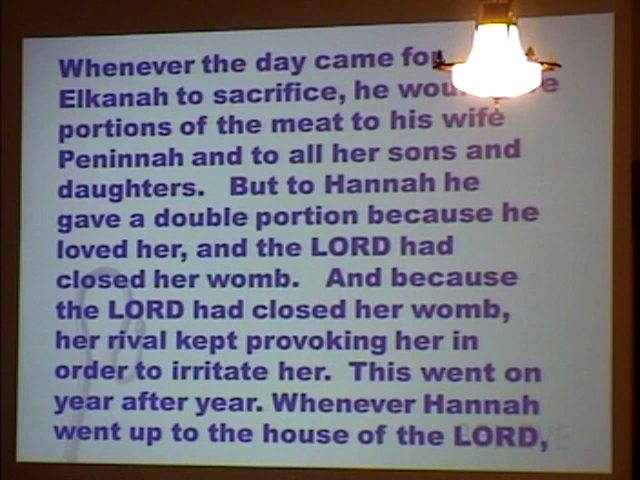 Whenever the day came for
Elkanah to sacrifice, he
portions of the meat to his wife
Peninnah and to all her sons and
daughters. But to Hannah he
gave a double portion because he
loved her, and the LORD had
closed her womb. And because
the LORD had closed her womb,
her rival kept provoking her in
order to irritate her. This went on
year after year. Whenever Hannah
went up to the house of the LORD,